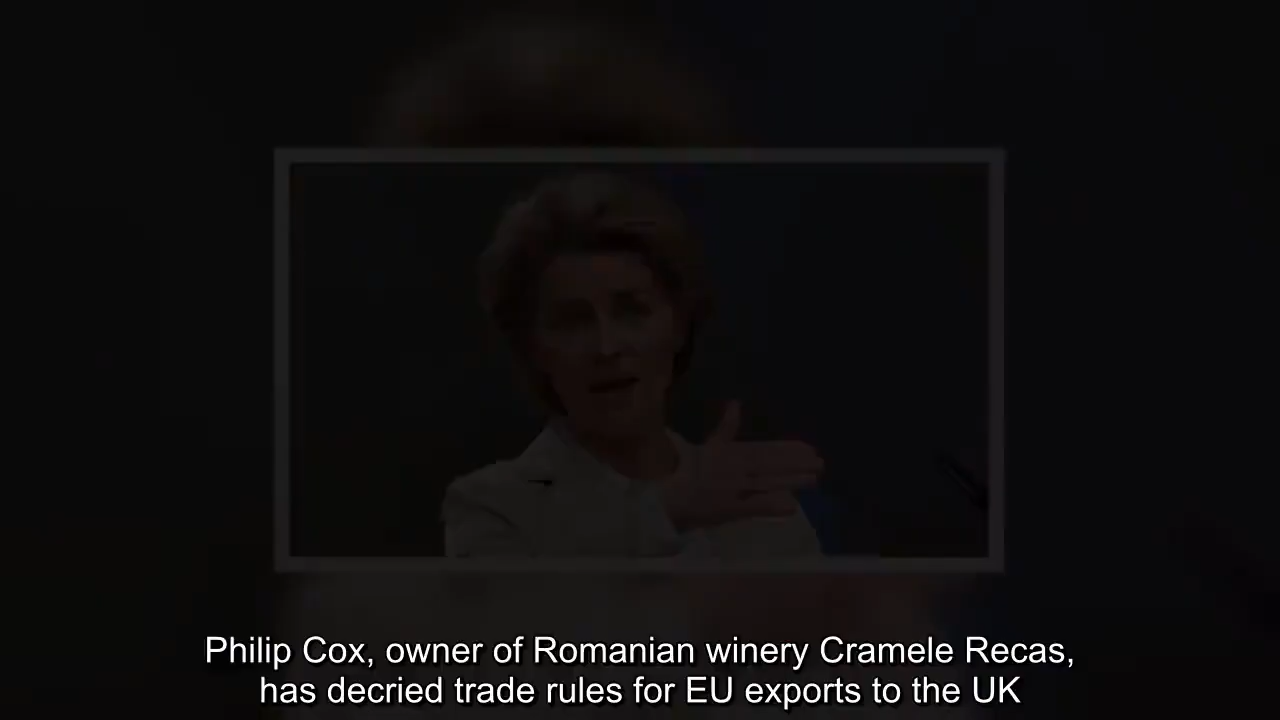 Philip Cox, owner of Romanian winery Cramele Recas,
has decried trade rules for EU exports to the UK